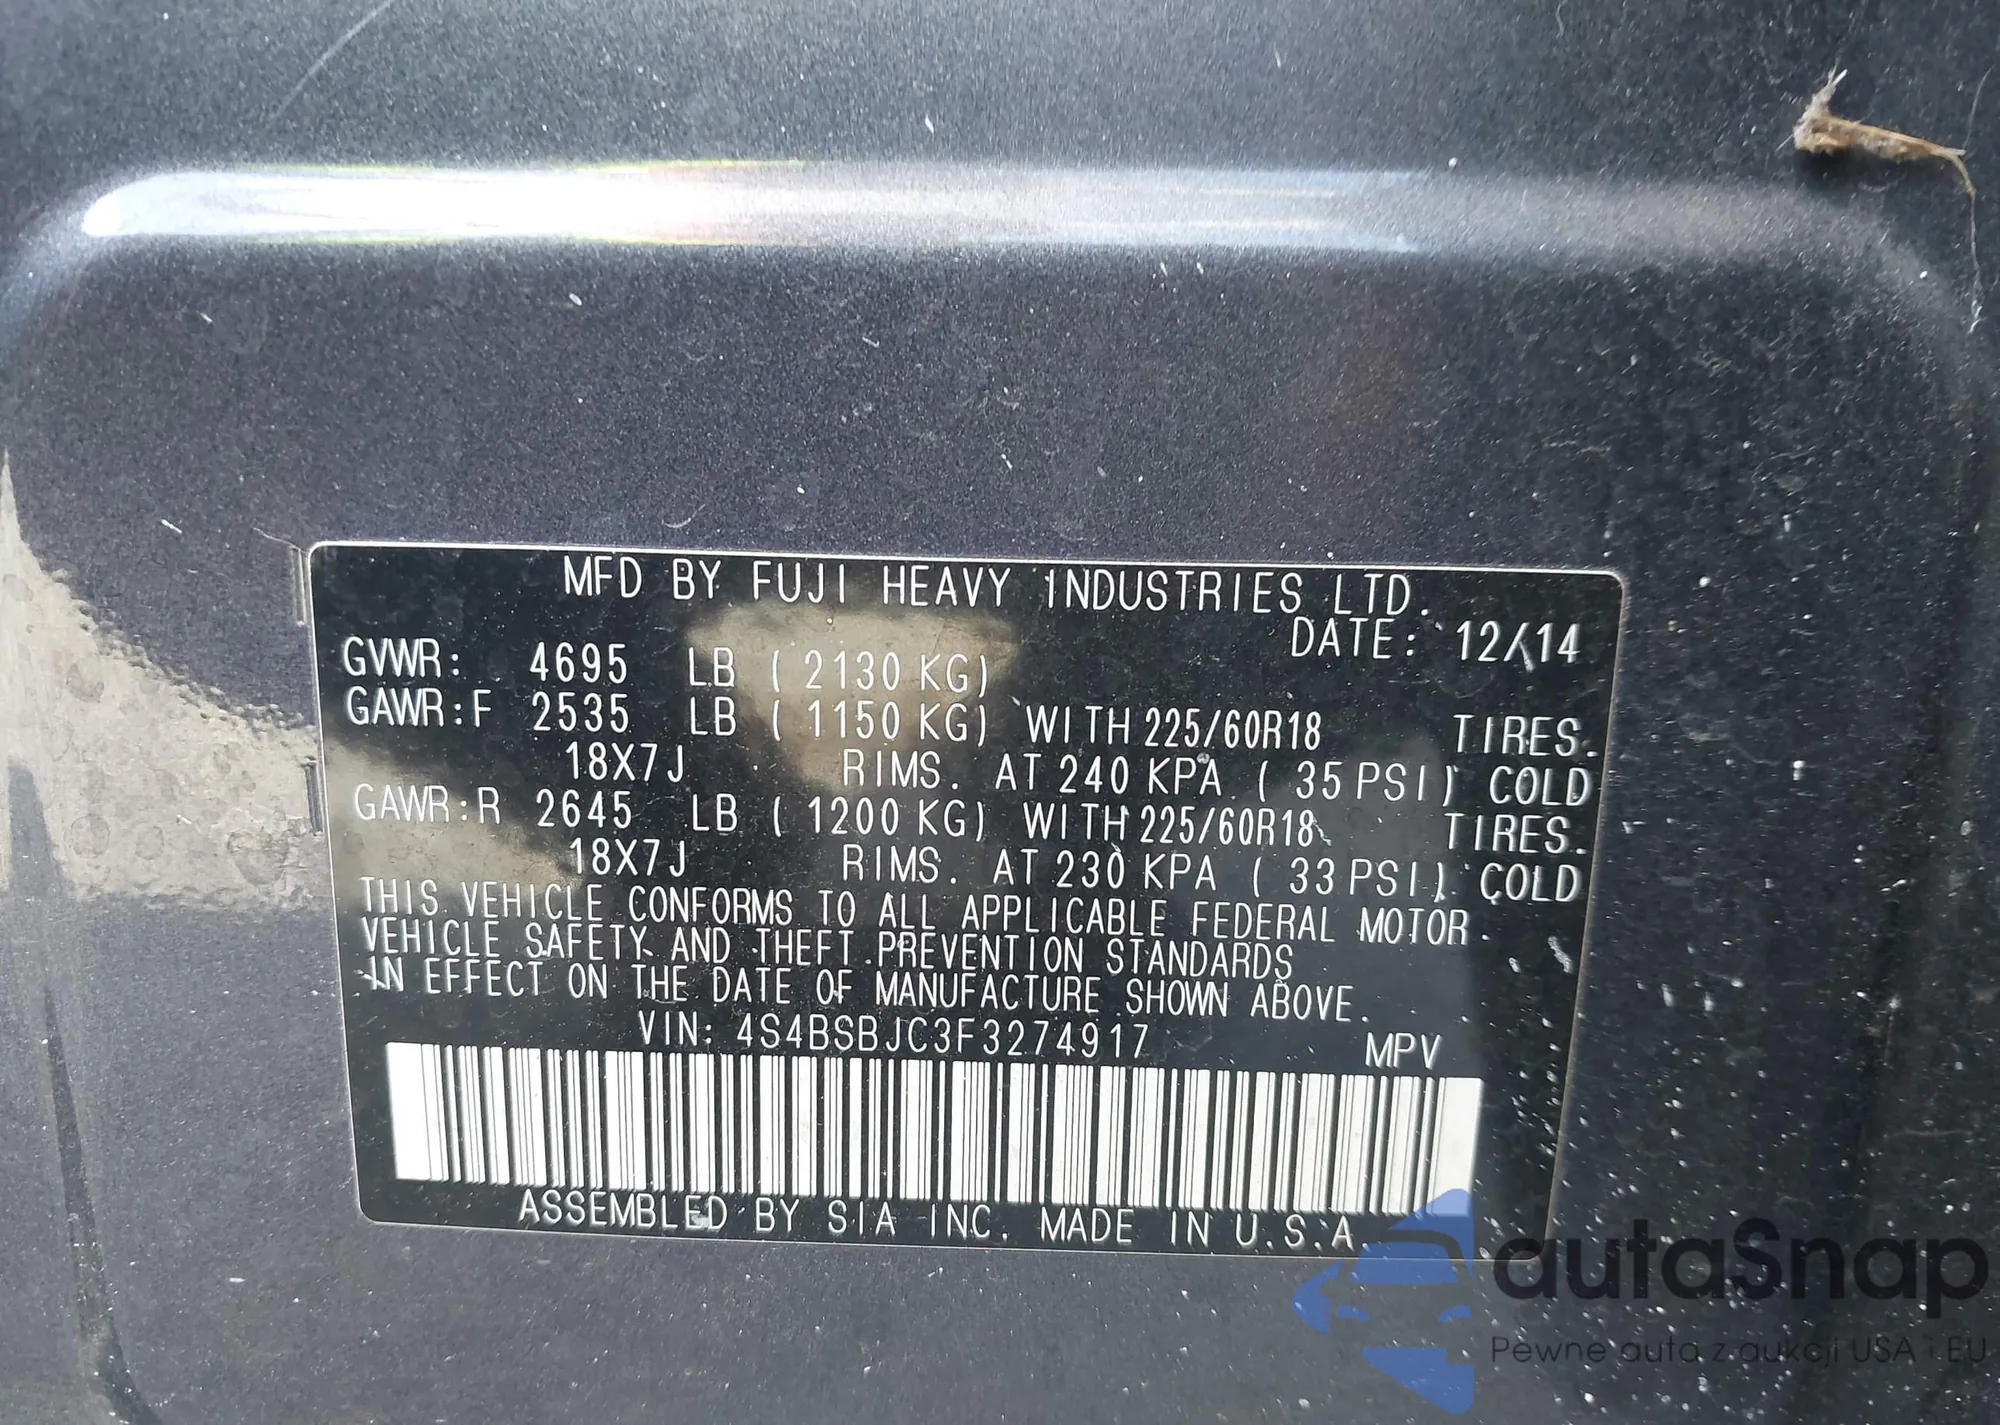 MFD BY FUJI HEAVY INDUSTRIES LTD.
DATE: 12/14
GVWR: 4695 LB ( 2130 KG)
GAWR:F 2535 LB ( 1150 KG) WITH 225/60R18 TIRES.
18X7J RIMS. AT 240 KPA ( 35 PSI) COLD
GAWR:R 2645 LB ( 1200 KG) WITH 225/60R18 TIRES.
18X7J RIMS. AT 230 KPA ( 33 PSI) COLD
THIS VEHICLE CONFORMS TO ALL APPLICABLE FEDERAL MOTOR
VEHICLE SAFETY AND THEFT PREVENTION STANDARDS
IN EFFECT ON THE DATE OF MANUFACTURE SHOWN ABOVE.
VIN: 4S4BSBJC3F3274917 MPV
ASSEMBLED BY SIA INC. MADE IN U.S.A.
autaSnap
Pewne auta z aukcji USA i EU